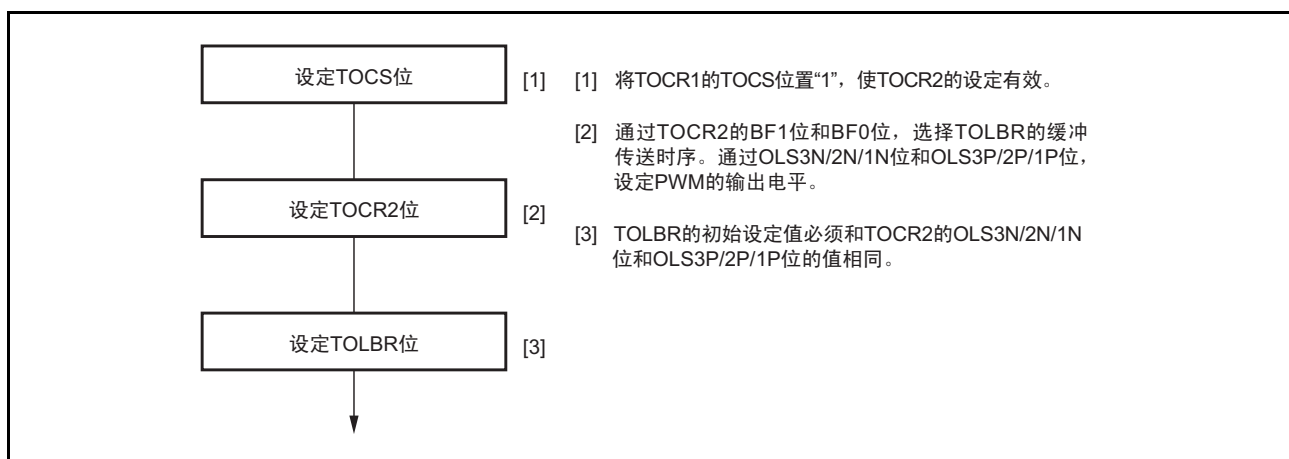 设定TOCS位
[1]
[1] 将TOCR1的TOCS位置“1”，使TOCR2的设定有效。
[2] 通过TOCR2的BF1位和BF0位，选择TOLBR的缓冲
传送时序。通过OLS3N/2N/1N位和OLS3P/2P/1P位，
设定PWM的输出电平。
设定TOCR2位
[2]
[3] TOLBR的初始设定值必须和TOCR2的OLS3N/2N/1N
位和OLS3P/2P/1P位的值相同。
设定TOLBR位
[3]